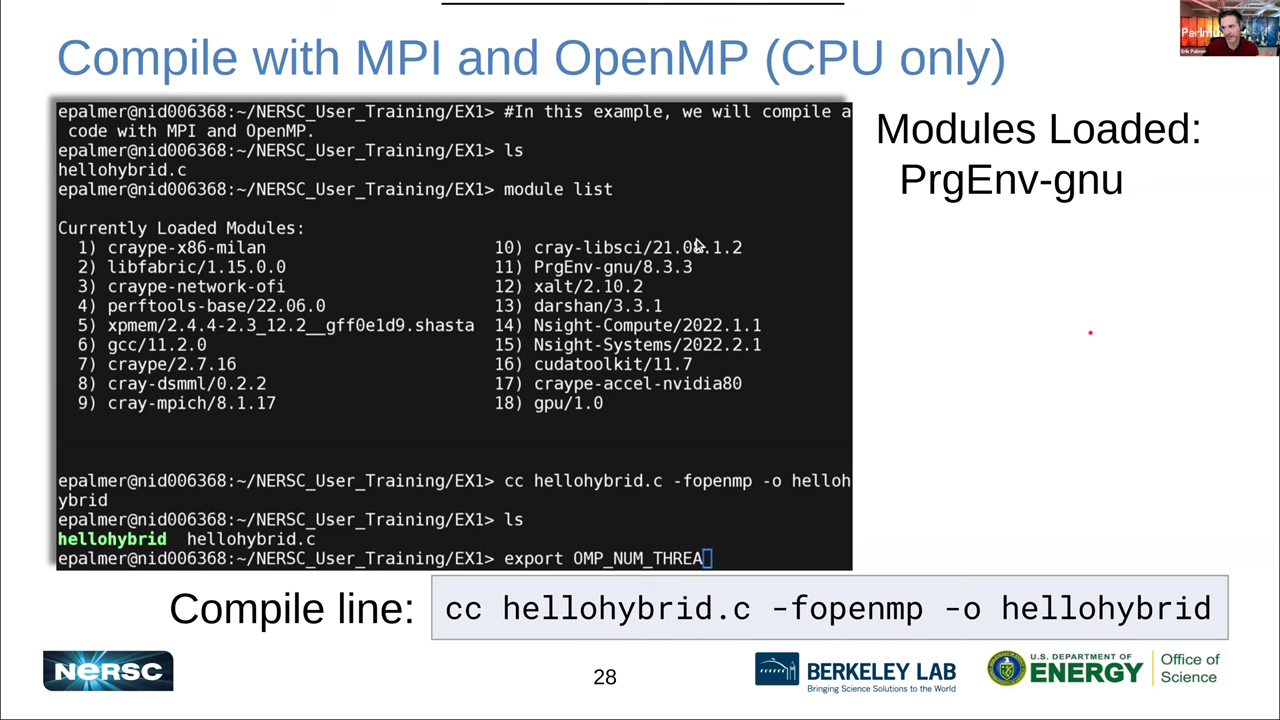 Compile with MPI and OpenMP (CPU only)
Erik Palmer
epalmer@nid006368:~/NERSC_User_Training/EX1> #In this example, we will compile a
code with MPI and OpenMP.
epalmer@nid006368:~/NERSC_User_Training/EX1> ls
hellohybrid.c
epalmer@nid006368:~/NERSC_User_Training/EX1> module list
Currently Loaded Modules:
1) craype-x86-milan 10) cray-libsci/21.08.1.2
2) libfabric/1.15.0.0 11) PrgEnv-gnu/8.3.3
3) craype-network-ofi 12) xalt/2.10.2
4) perftools-base/22.06.0 13) darshan/3.3.1
5) xpmem/2.4.4-2.3_12.2__gff0e1d9.shasta 14) Nsight-Compute/2022.1.1
6) gcc/11.2.0 15) Nsight-Systems/2022.2.1
7) craype/2.7.16 16) cudatoolkit/11.7
8) cray-dsmml/0.2.2 17) craype-accel-nvidia80
9) cray-mpich/8.1.17 18) gpu/1.0
epalmer@nid006368:~/NERSC_User_Training/EX1> cc hellohybrid.c -fopenmp -o helloh
ybrid
epalmer@nid006368:~/NERSC_User_Training/EX1> ls
hellohybrid hellohybrid.c
epalmer@nid006368:~/NERSC_User_Training/EX1> export OMP_NUM_THREA
Modules Loaded:
PrgEnv-gnu
Compile line: cc hellohybrid.c -fopenmp -o hellohybrid
NERSC
28
BERKELEY LAB
Bringing Science Solutions to the World
U.S. DEPARTMENT OF
ENERGY
Office of
Science